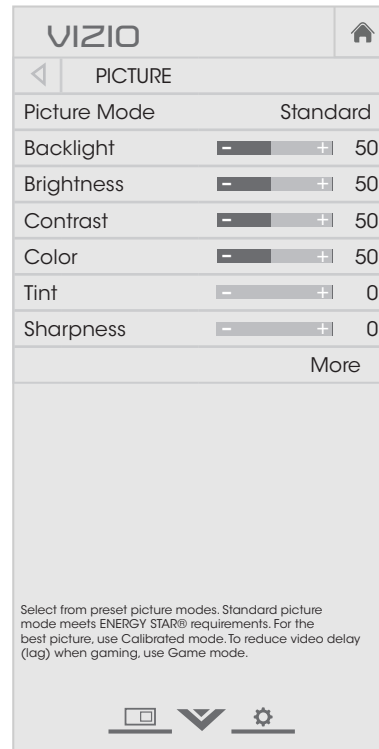 VIZIO
PICTURE
Picture Mode Standard
Backlight - + 50
Brightness - + 50
Contrast - + 50
Color - + 50
Tint - + 0
Sharpness - + 0
More
Select from preset picture modes. Standard picture
mode meets ENERGY STAR® requirements. For the
best picture, use Calibrated mode. To reduce video delay
(lag) when gaming, use Game mode.